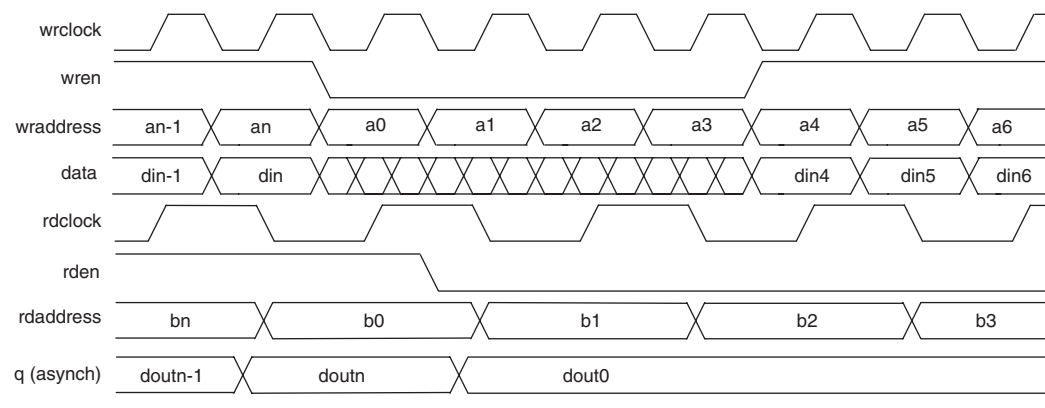 wrclock
wren
wraddress an-1 an a0 a1 a2 a3 a4 a5 a6
data din-1 din din4 din5 din6
rdclock
rden
rdaddress bn b0 b1 b2 b3
q (asynch) doutn-1 doutn dout0